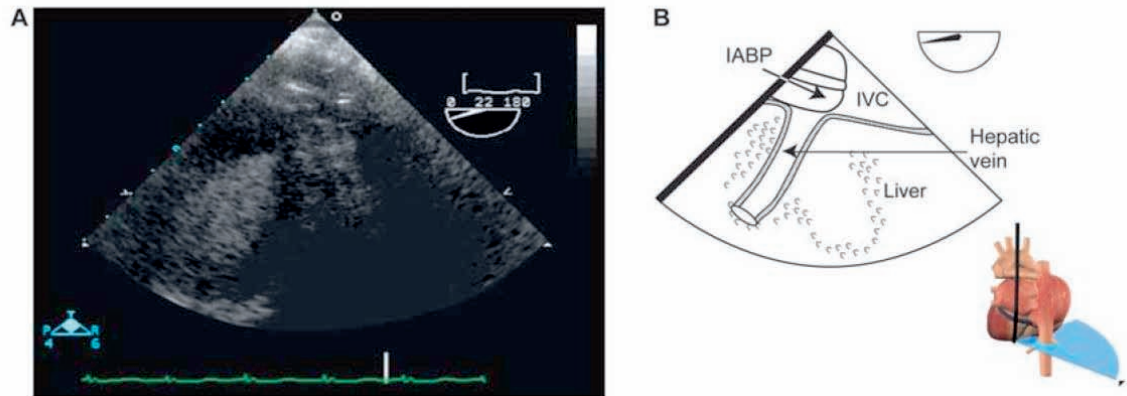 A
0 22 180
P R
4 6
B
IABP
IVC
Hepatic
vein
Liver